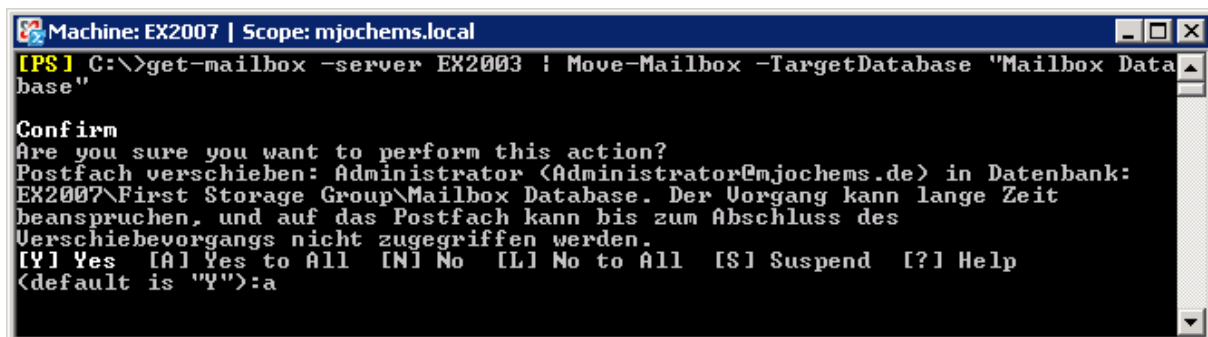 Machine: EX2007 | Scope: mjochems.local
[PS] C:\>get-mailbox -server EX2003 | Move-Mailbox -TargetDatabase "Mailbox Data
base"
Confirm
Are you sure you want to perform this action?
Postfach verschieben: Administrator (Administrator@mjochems.de) in Datenbank:
EX2007\First Storage Group\Mailbox Database. Der Vorgang kann lange Zeit
beanspruchen, und auf das Postfach kann bis zum Abschluss des
Verschiebevorgangs nicht zugegriffen werden.
[Y] Yes  [A] Yes to All  [N] No  [L] No to All  [S] Suspend  [?] Help
(default is "Y"):a